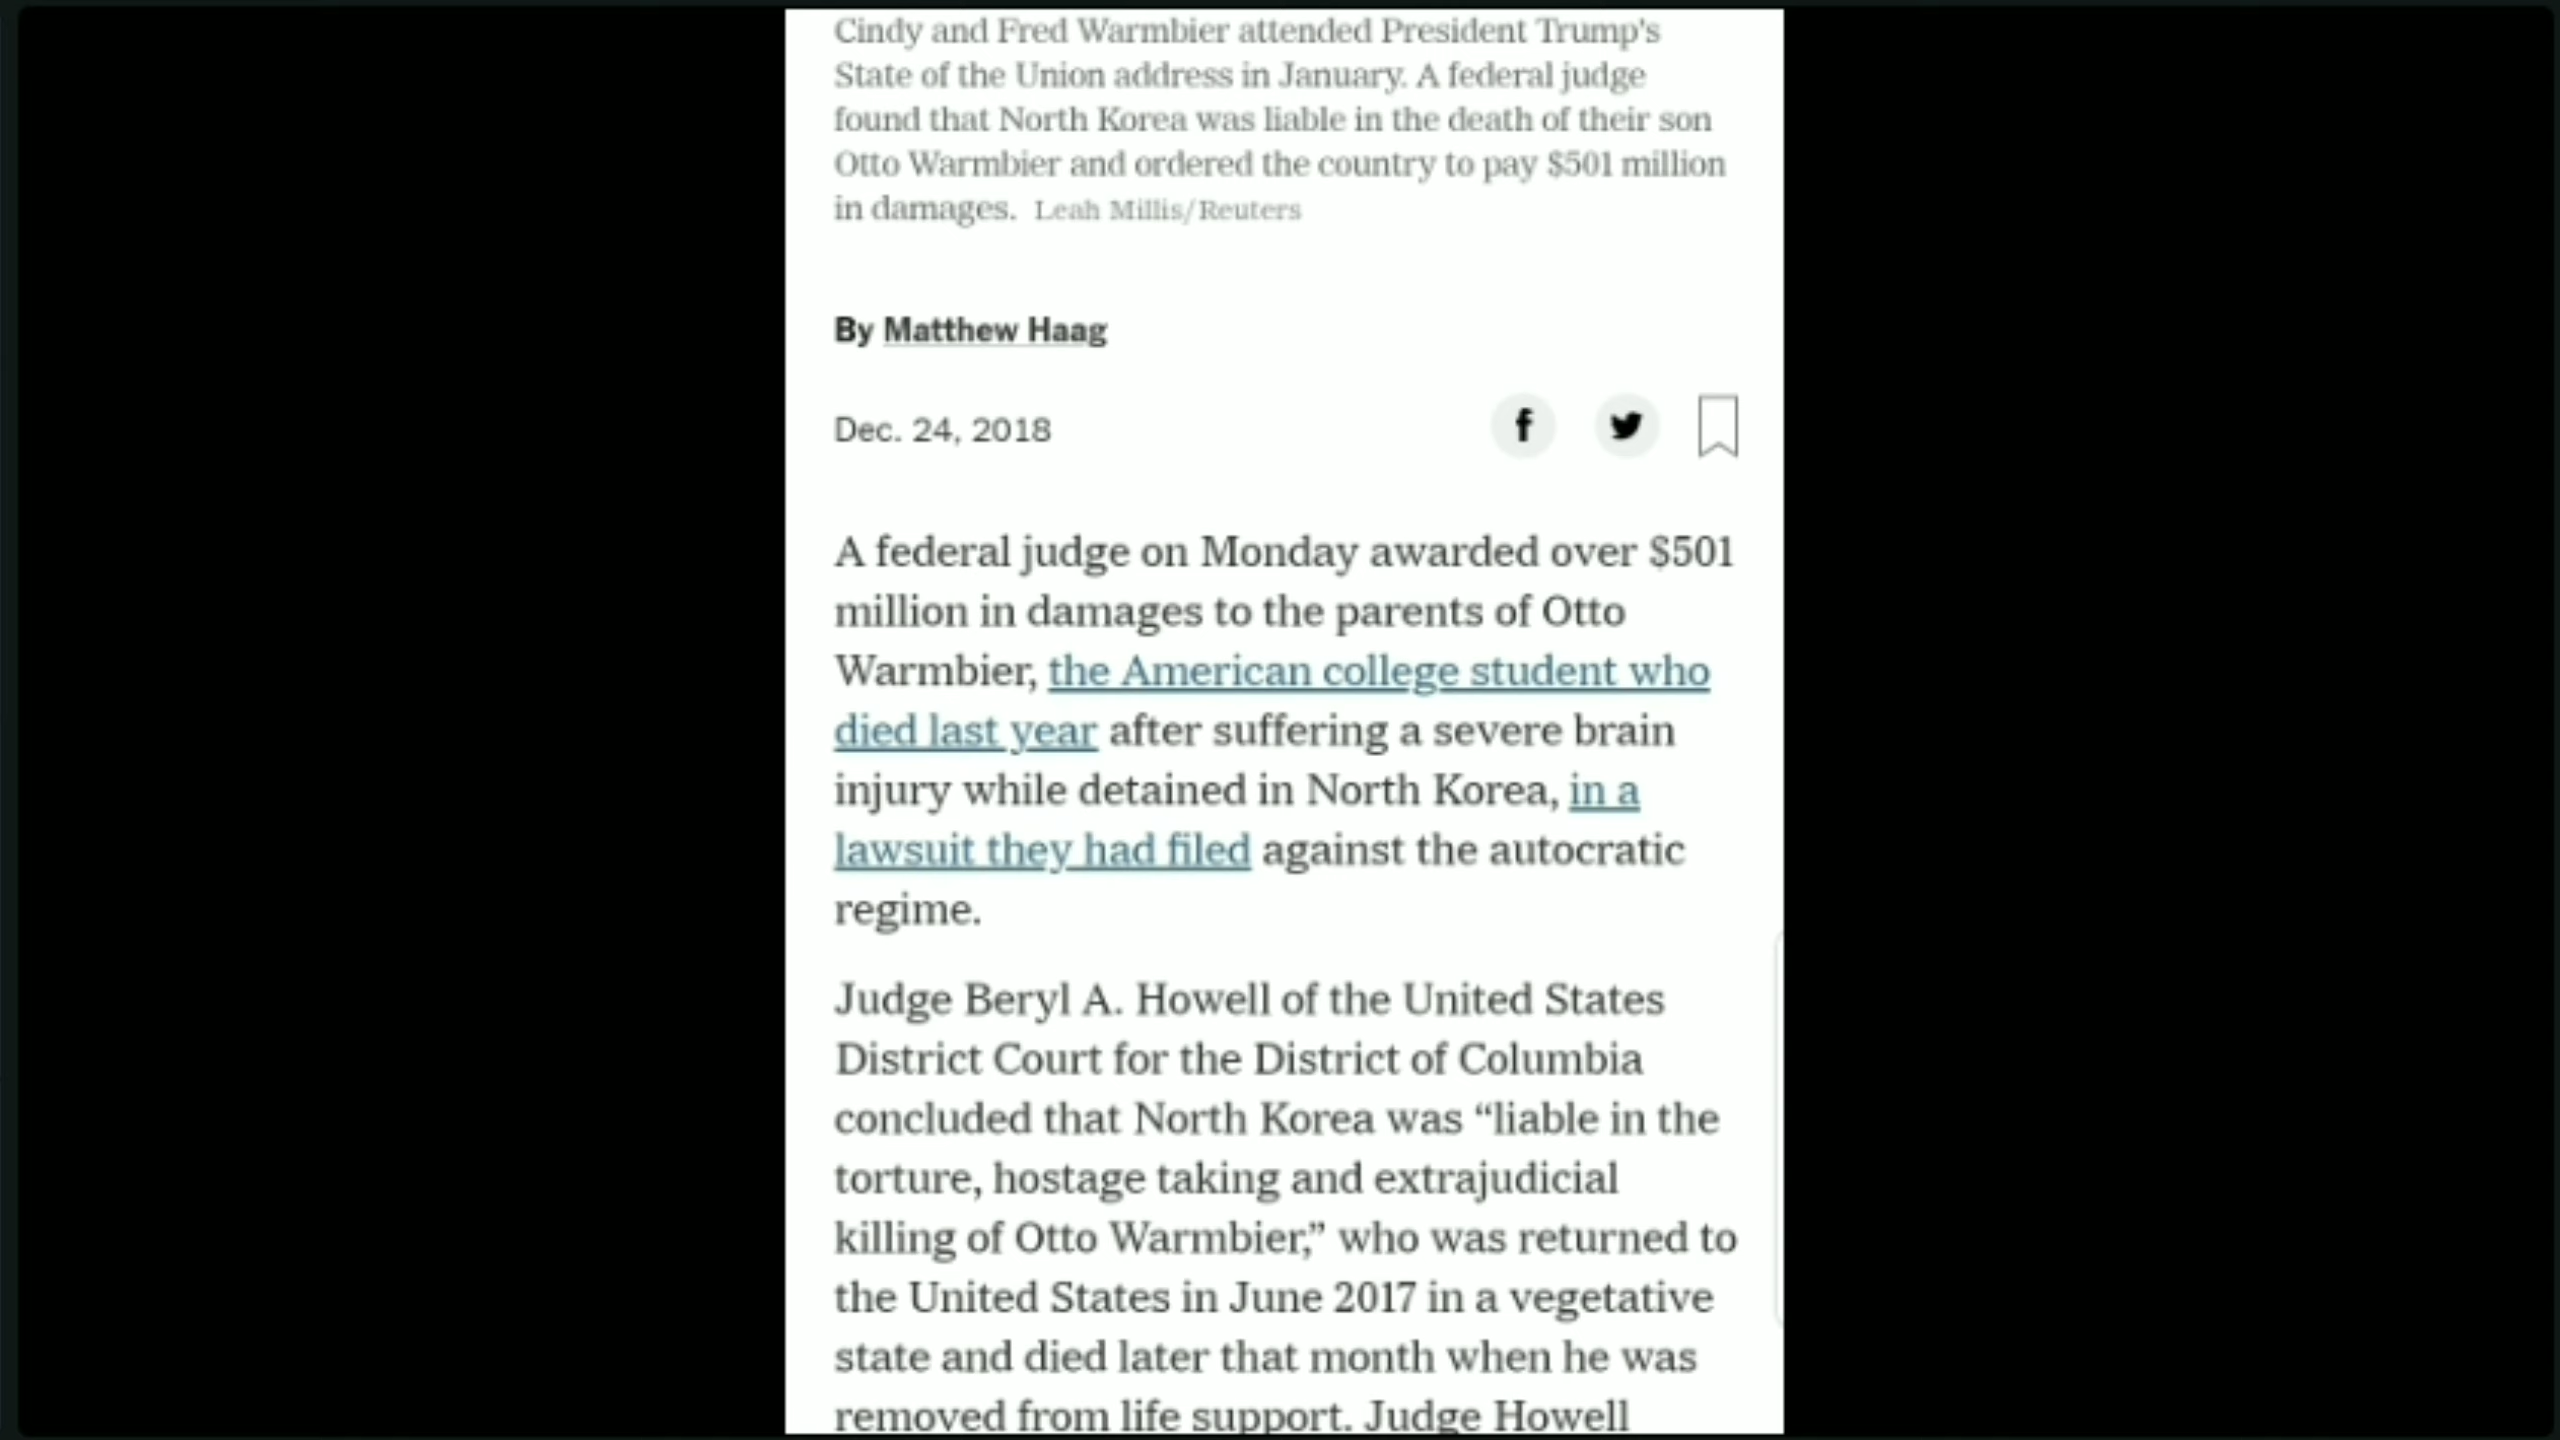 Cindy and Fred Warmbier attended President Trump's
State of the Union address in January. A federal judge
found that North Korea was liable in the death of their son
Otto Warmbier and ordered the country to pay $501 million
in damages. Leah Millis/Reuters
By Matthew Haag
Dec. 24, 2018
A federal judge on Monday awarded over $501
million in damages to the parents of Otto
Warmbier, the American college student who
died last year after suffering a severe brain
injury while detained in North Korea, in a
lawsuit they had filed against the autocratic
regime.
Judge Beryl A. Howell of the United States
District Court for the District of Columbia
concluded that North Korea was “liable in the
torture, hostage taking and extrajudicial
killing of Otto Warmbier,” who was returned to
the United States in June 2017 in a vegetative
state and died later that month when he was
removed from life support. Judge Howell